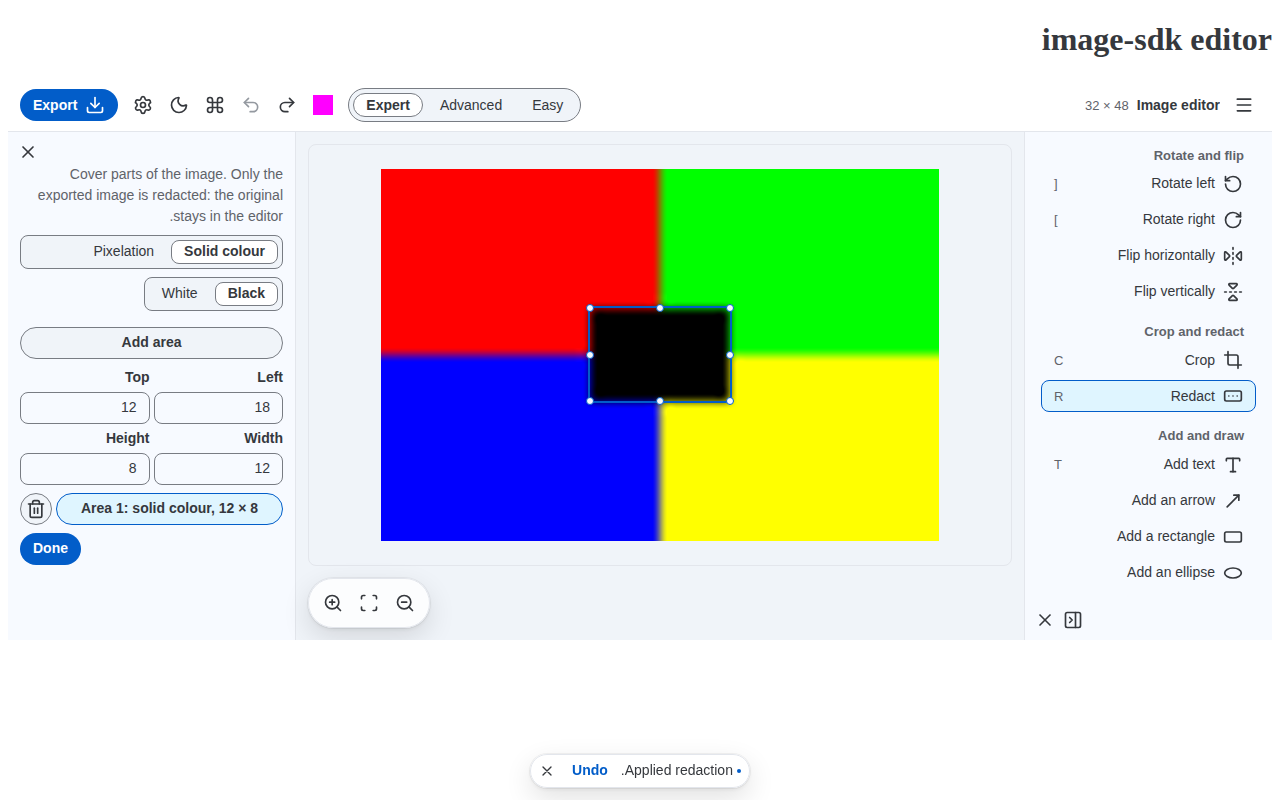 image-sdk editor
Export
Expert
Advanced
Easy
32 × 48 Image editor
Cover parts of the image. Only the
exported image is redacted: the original
.stays in the editor
Pixelation
Solid colour
White
Black
Add area
Top
Left
12
18
Height
Width
8
12
Area 1: solid colour, 12 × 8
Done
Rotate and flip
] Rotate left
[ Rotate right
Flip horizontally
Flip vertically
Crop and redact
C Crop
R Redact
Add and draw
T Add text
Add an arrow
Add a rectangle
Add an ellipse
Undo .Applied redaction